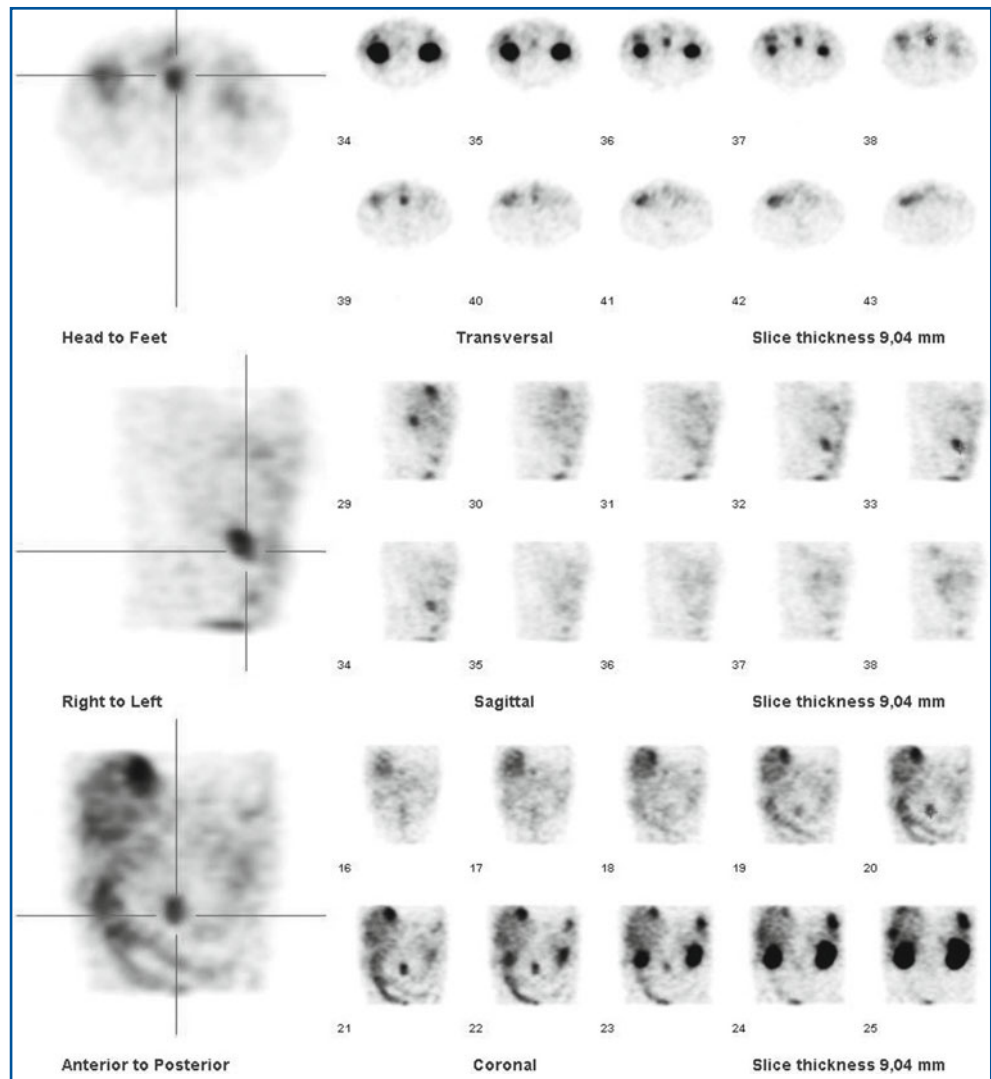 34 35 36 37 38
39 40 41 42 43
Head to Feet Transversal Slice thickness 9,04 mm
29 30 31 32 33
34 35 36 37 38
Right to Left Sagittal Slice thickness 9,04 mm
16 17 18 19 20
21 22 23 24 25
Anterior to Posterior Coronal Slice thickness 9,04 mm